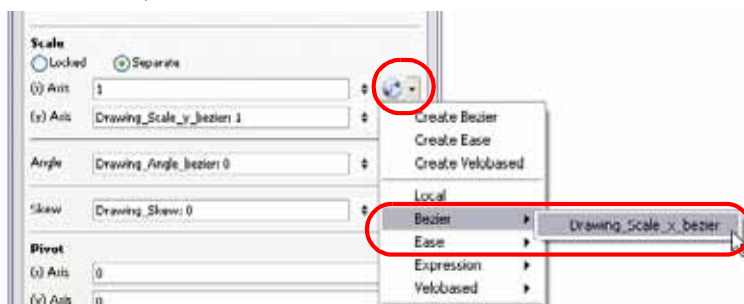 Scale
Locked Separate
(x) Axis 1
(y) Axis Drawing_Scale_y_bezier: 1
Create Bezier
Create Ease
Angle Drawing_Angle_bezier: 0
Create Velobased
Local
Skew Drawing_Skew: 0
Bezier Drawing_Scale_x_bezier
Ease
Pivot
Expression
(x) Axis 0
Velobased
(y) Axis 0